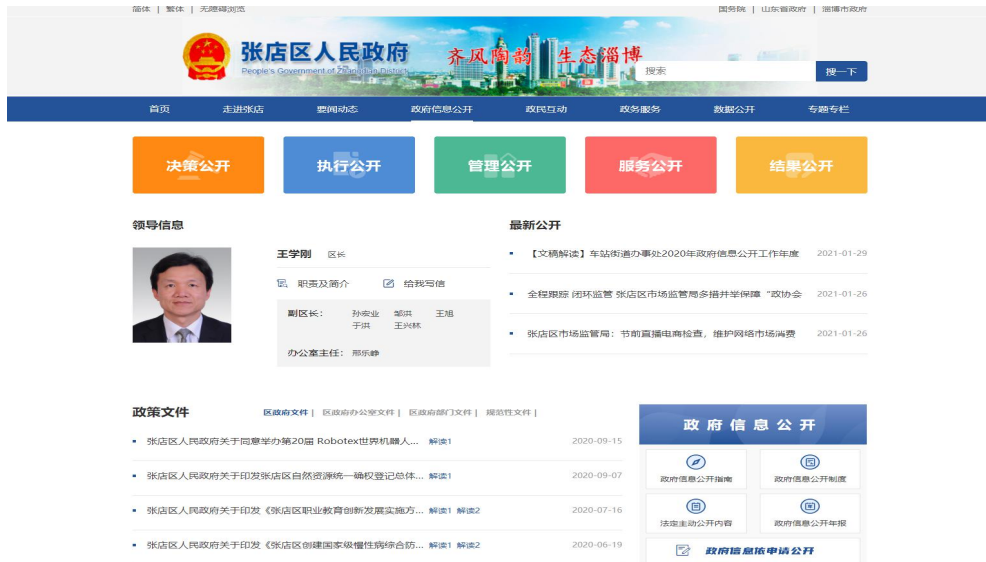 简体 | 繁体 | 无障碍浏览
国务院 | 山东省政府 | 淄博市政府
张店区人民政府
People's Government of Zhangdian District
齐风陶韵 生态淄博
搜索
搜一下
首页 走进张店 要闻动态 政府信息公开 政民互动 政务服务 数据公开 专题专栏
决策公开 执行公开 管理公开 服务公开 结果公开
领导信息
王学刚 区长
职责及简介 给我写信
副区长： 孙宏业 邹洪 王旭
于洪 王兴林
办公室主任： 邢乐静
最新公开
【文稿解读】车站街道办事处2020年政府信息公开工作年度 2021-01-29
全程跟踪 闭环监管 张店区市场监管局多措并举保障“政协会 2021-01-26
张店区市场监管局：节前直播电商检查，维护网络市场消费 2021-01-26
政策文件
区政府文件 | 区政府办公室文件 | 区政府部门文件 | 规范性文件 |
张店区人民政府关于同意举办第20届 Robotex世界机器人... 解读1 2020-09-15
张店区人民政府关于印发张店区自然资源统一确权登记总体... 解读1 2020-09-07
张店区人民政府关于印发《张店区职业教育创新发展实施方... 解读1 解读2 2020-07-16
张店区人民政府关于印发《张店区创建国家级慢性病综合防... 解读1 解读2 2020-06-19
政府信息公开
政府信息公开指南 政府信息公开制度
法定主动公开内容 政府信息公开年报
政府信息依申请公开